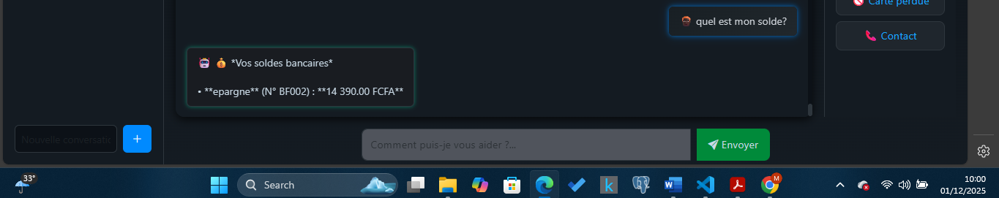 Carte perdue
quel est mon solde?
Contact
*Vos soldes bancaires*
• **epargne** (N° BF002) : **14 390.00 FCFA**
Nouvelle conversatio
+
Comment puis-je vous aider ?...
Envoyer
33°
Search
k
W
M
10:00
01/12/2025